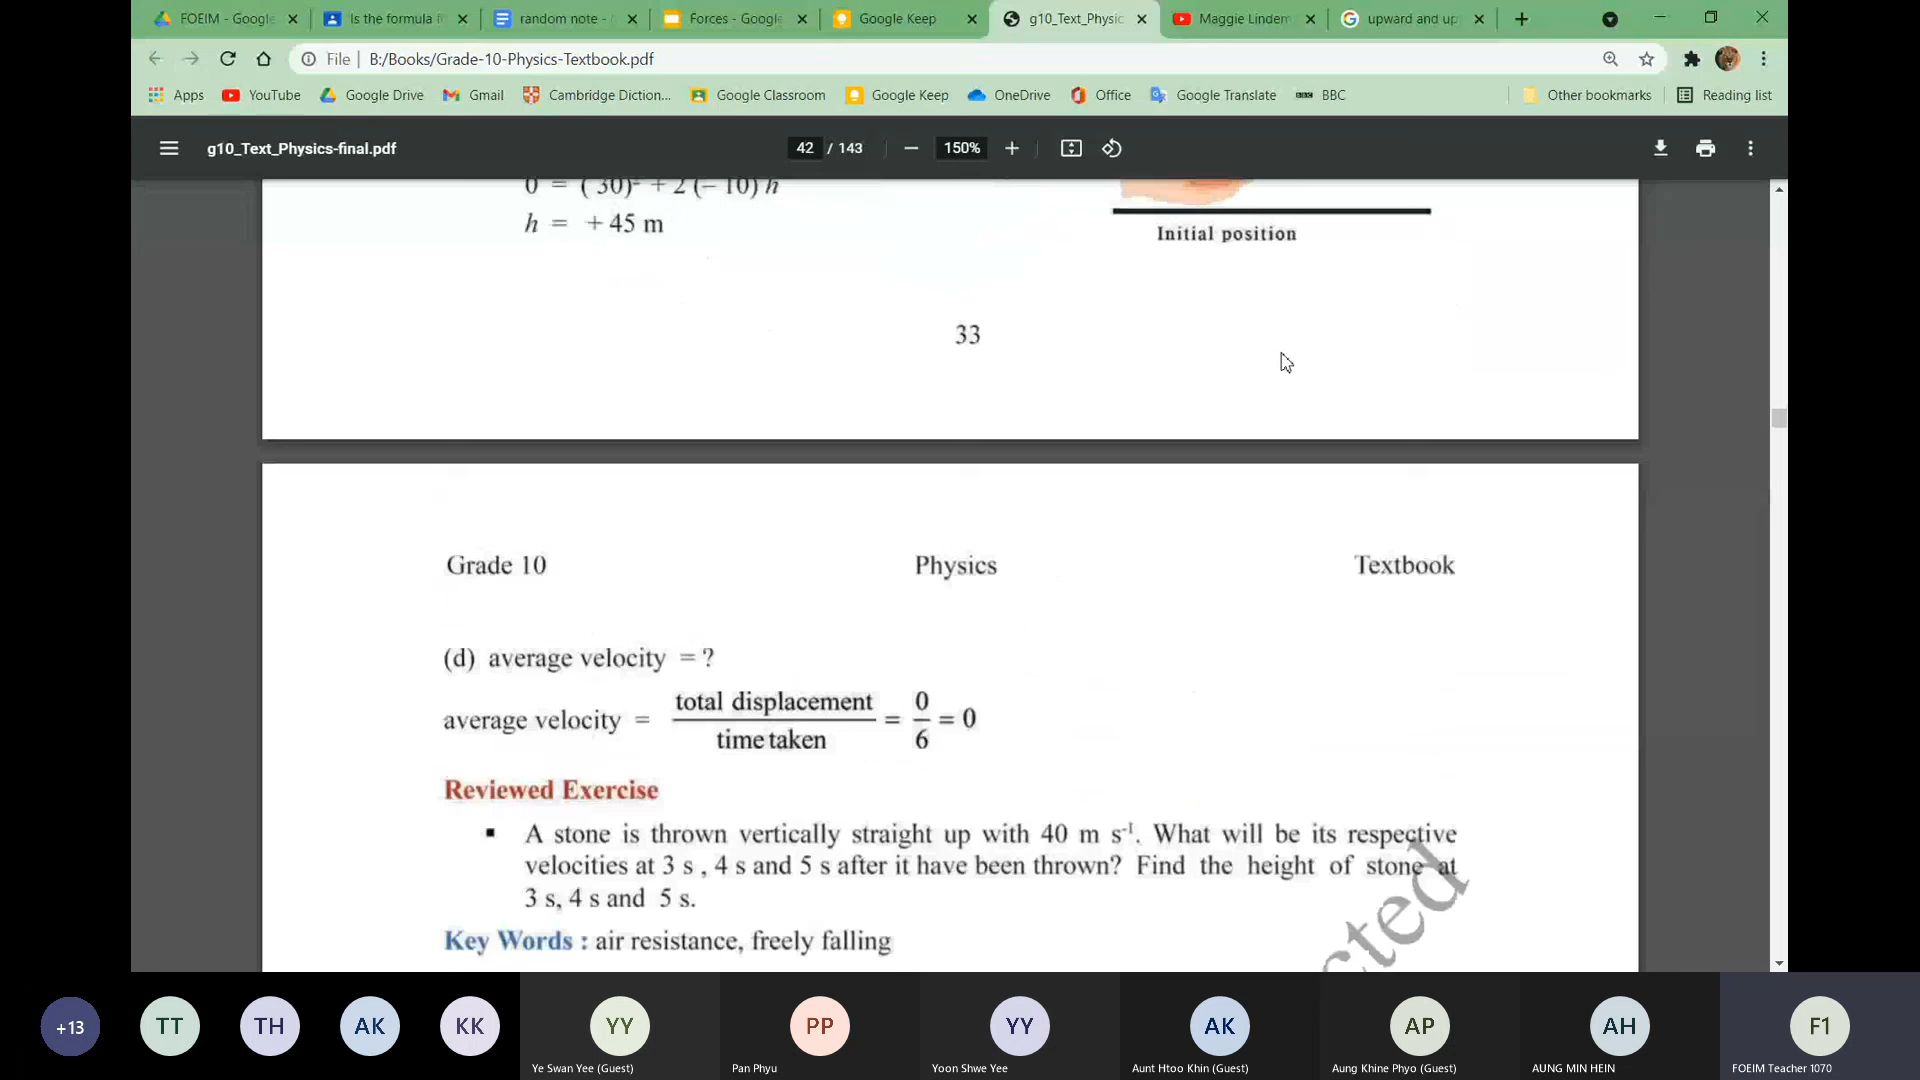 FOEIM - Google
Is the formula f
random note -
Forces - Google
Google Keep
g10_Text_Physic
Maggie Lindem
upward and up
File | B:/Books/Grade-10-Physics-Textbook.pdf
Apps
YouTube
Google Drive
Gmail
Cambridge Diction...
Google Classroom
Google Keep
OneDrive
Office
Google Translate
BBC
Other bookmarks
Reading list
g10_Text_Physics-final.pdf
42 / 143
150%
0 = ( 30)² + 2 (– 10) h
h = + 45 m
Initial position
33
Grade 10 Physics Textbook
(d) average velocity = ?
average velocity = total displacement / time taken = 0/6 = 0
Reviewed Exercise
▪ A stone is thrown vertically straight up with 40 m s⁻¹. What will be its respective
velocities at 3 s , 4 s and 5 s after it have been thrown? Find the height of stone at
3 s, 4 s and 5 s.
Key Words : air resistance, freely falling
+13
TT
TH
AK
KK
YY
PP
YY
AK
AP
AH
F1
Ye Swan Yee (Guest)
Pan Phyu
Yoon Shwe Yee
Aunt Htoo Khin (Guest)
Aung Khine Phyo (Guest)
AUNG MIN HEIN
FOEIM Teacher 1070